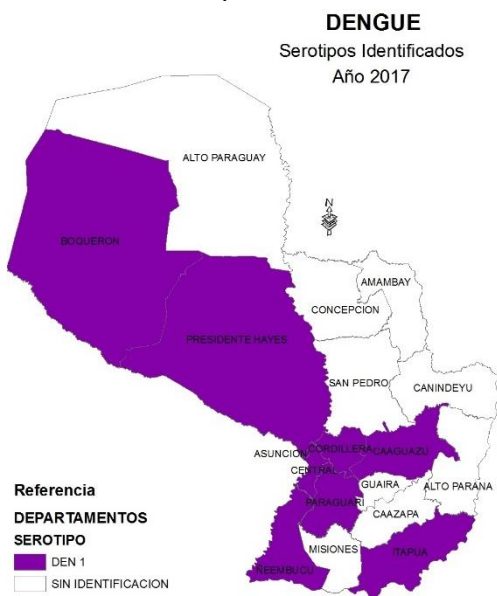 DENGUE
Serotipos Identificados
Año 2017
ALTO PARAGUAY
BOQUERON
N
AMAMBAY
CONCEPCION
PRESIDENTE HAYES
SAN PEDRO
CANINDEYU
ASUNCION
CORDILLERA
CAAGUAZU
CENTRAL
GUAIRA
ALTO PARANA
PARAGUARI
CAAZAPA
MISIONES
ITAPUA
ÑEEMBUCU
Referencia
DEPARTAMENTOS
SEROTIPO
DEN 1
SIN IDENTIFICACION